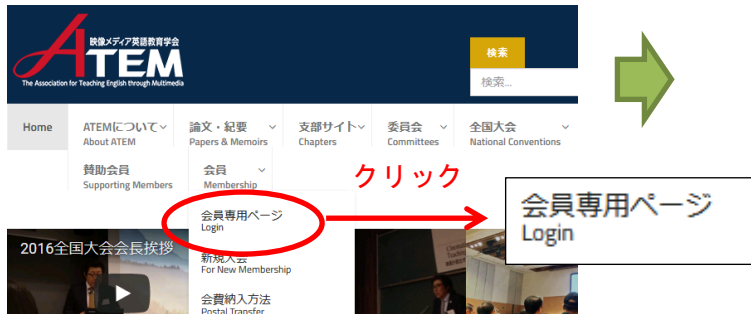 映像メディア英語教育学会
ATEM
The Association for Teaching English through Multimedia
検索
検索...
Home
ATEMについて
About ATEM
論文・紀要
Papers & Memoirs
支部サイト
Chapters
委員会
Committees
全国大会
National Conventions
賛助会員
Supporting Members
会員
Membership
クリック
会員専用ページ
Login
会員専用ページ
Login
新規入会
For New Membership
会費納入方法
Postal Transfer
2016全国大会会長挨拶